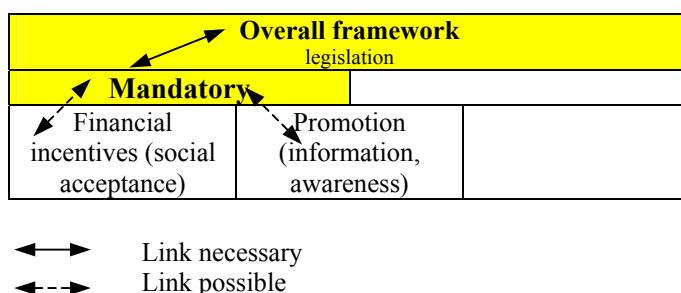 Overall framework
legislation
Mandatory
Financial
incentives (social
acceptance)
Promotion
(information,
awareness)
Link necessary
Link possible